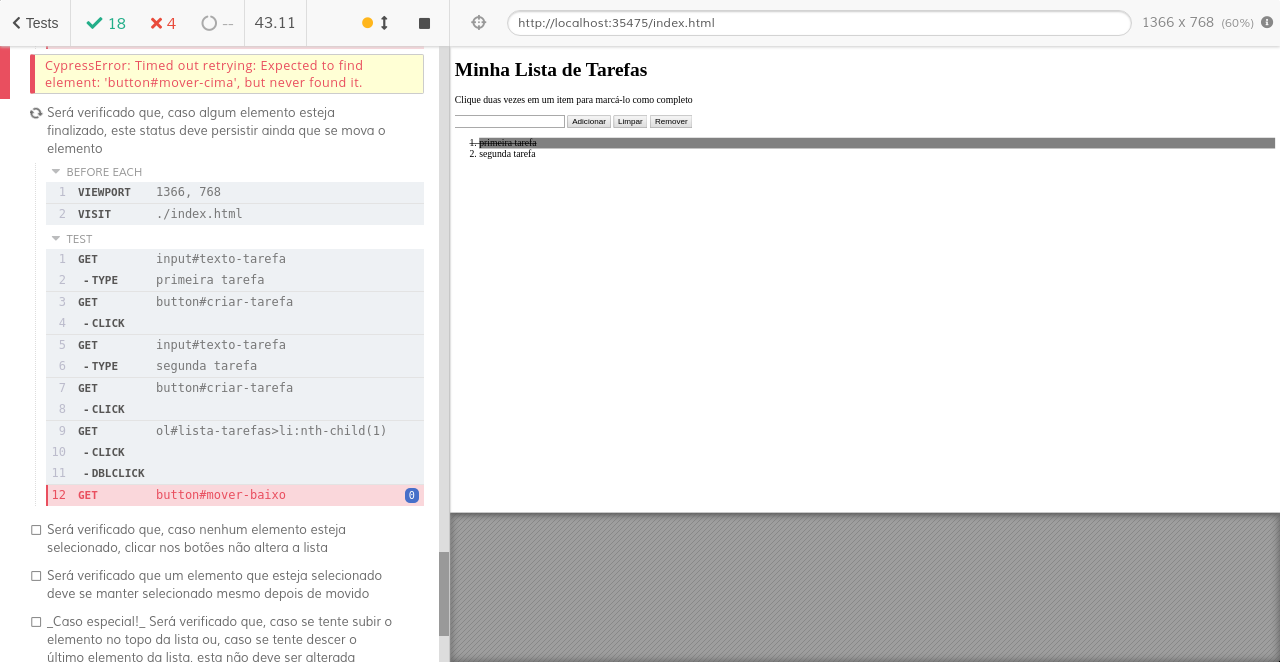 Tests 18 4 -- 43.11
http://localhost:35475/index.html 1366 x 768 (60%)
CypressError: Timed out retrying: Expected to find
element: 'button#mover-cima', but never found it.
Será verificado que, caso algum elemento esteja
finalizado, este status deve persistir ainda que se mova o
elemento
BEFORE EACH
1 VIEWPORT 1366, 768
2 VISIT ./index.html
TEST
1 GET input#texto-tarefa
2 - TYPE primeira tarefa
3 GET button#criar-tarefa
4 - CLICK
5 GET input#texto-tarefa
6 - TYPE segunda tarefa
7 GET button#criar-tarefa
8 - CLICK
9 GET ol#lista-tarefas>li:nth-child(1)
10 - CLICK
11 - DBLCLICK
12 GET button#mover-baixo 0
Será verificado que, caso nenhum elemento esteja
selecionado, clicar nos botões não altera a lista
Será verificado que um elemento que esteja selecionado
deve se manter selecionado mesmo depois de movido
_Caso especial!_ Será verificado que, caso se tente subir o
elemento no topo da lista ou, caso se tente descer o
último elemento da lista, esta não deve ser alterada
Minha Lista de Tarefas
Clique duas vezes em um item para marcá-lo como completo
Adicionar Limpar Remover
1. primeira tarefa
2. segunda tarefa